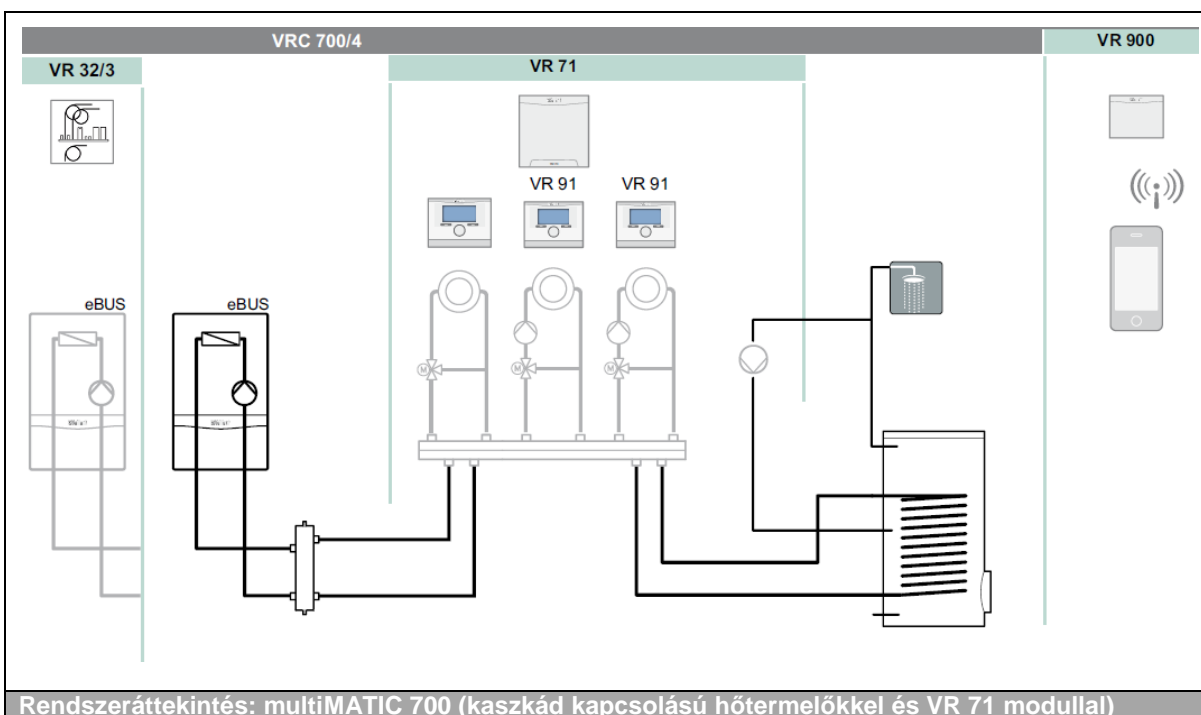 VRC 700/4
VR 900
VR 32/3
VR 71
VR 91
VR 91
eBUS
eBUS
M
M
M
Rendszeráttekintés: multiMATIC 700 (kaszkád kapcsolású hőtermelőkkel és VR 71 modullal)